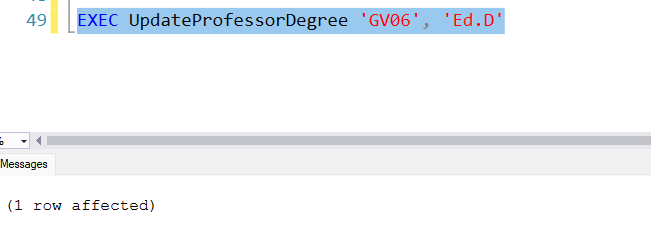 49 EXEC UpdateProfessorDegree 'GV06', 'Ed.D'
%
Messages
(1 row affected)